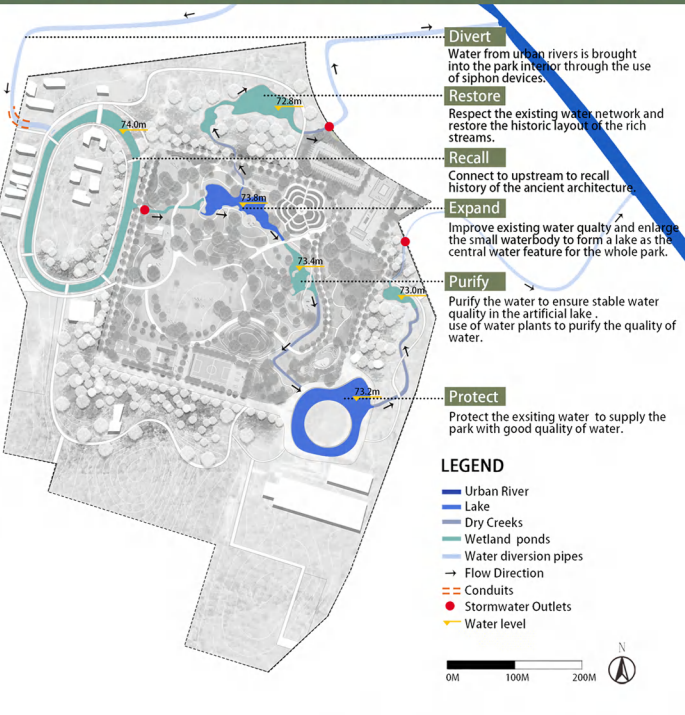 Divert
Water from urban rivers is brought
into the park interior through the use
of siphon devices.
Restore
Respect the existing water network and
restore the historic layout of the rich
streams.
Recall
Connect to upstream to recall
history of the ancient architecture.
Expand
Improve existing water qualty and enlarge
the small waterbody to form a lake as the
central water feature for the whole park.
Purify
Purify the water to ensure stable water
quality in the artificial lake .
use of water plants to purify the quality of
water.
Protect
Protect the exsiting water to supply the
park with good quality of water.
72.8m
74.0m
73.8m
73.4m
73.0m
73.2m
LEGEND
Urban River
Lake
Dry Creeks
Wetland ponds
Water diversion pipes
Flow Direction
Conduits
Stormwater Outlets
Water level
N
0M 100M 200M